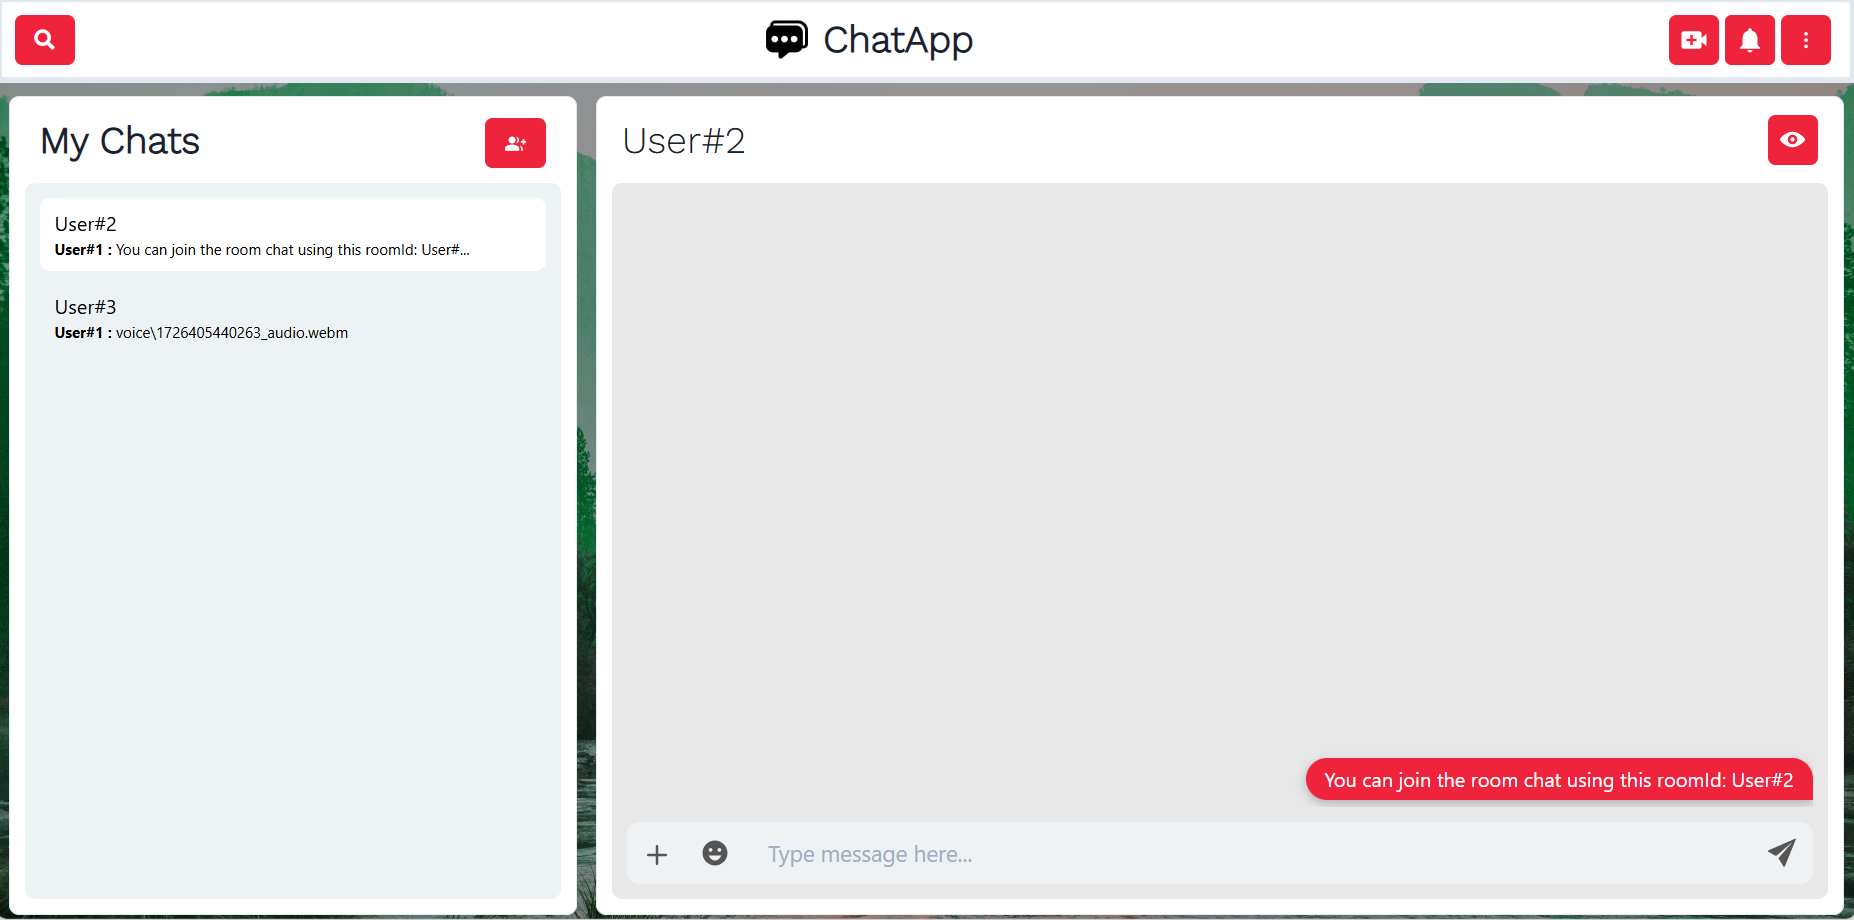 ChatApp
My Chats
User#2
User#1 : You can join the room chat using this roomId: User#...
User#3
User#1 : voice\1726405440263_audio.webm
User#2
You can join the room chat using this roomId: User#2
Type message here...